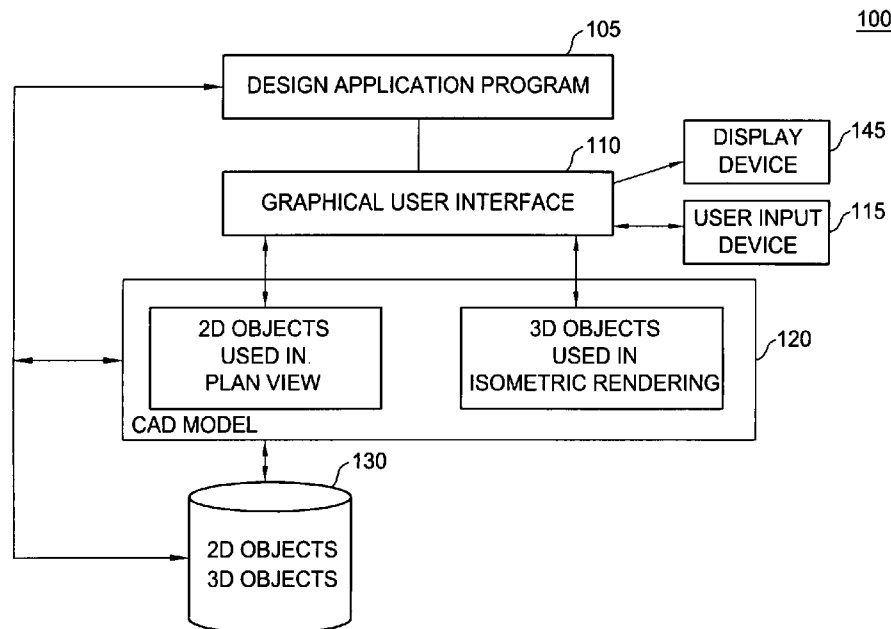 100
105
DESIGN APPLICATION PROGRAM
110
GRAPHICAL USER INTERFACE
145
DISPLAY
DEVICE
115
USER INPUT
DEVICE
120
2D OBJECTS
USED IN.
PLAN VIEW
3D OBJECTS
USED IN
ISOMETRIC RENDERING
CAD MODEL
130
2D OBJECTS
3D OBJECTS